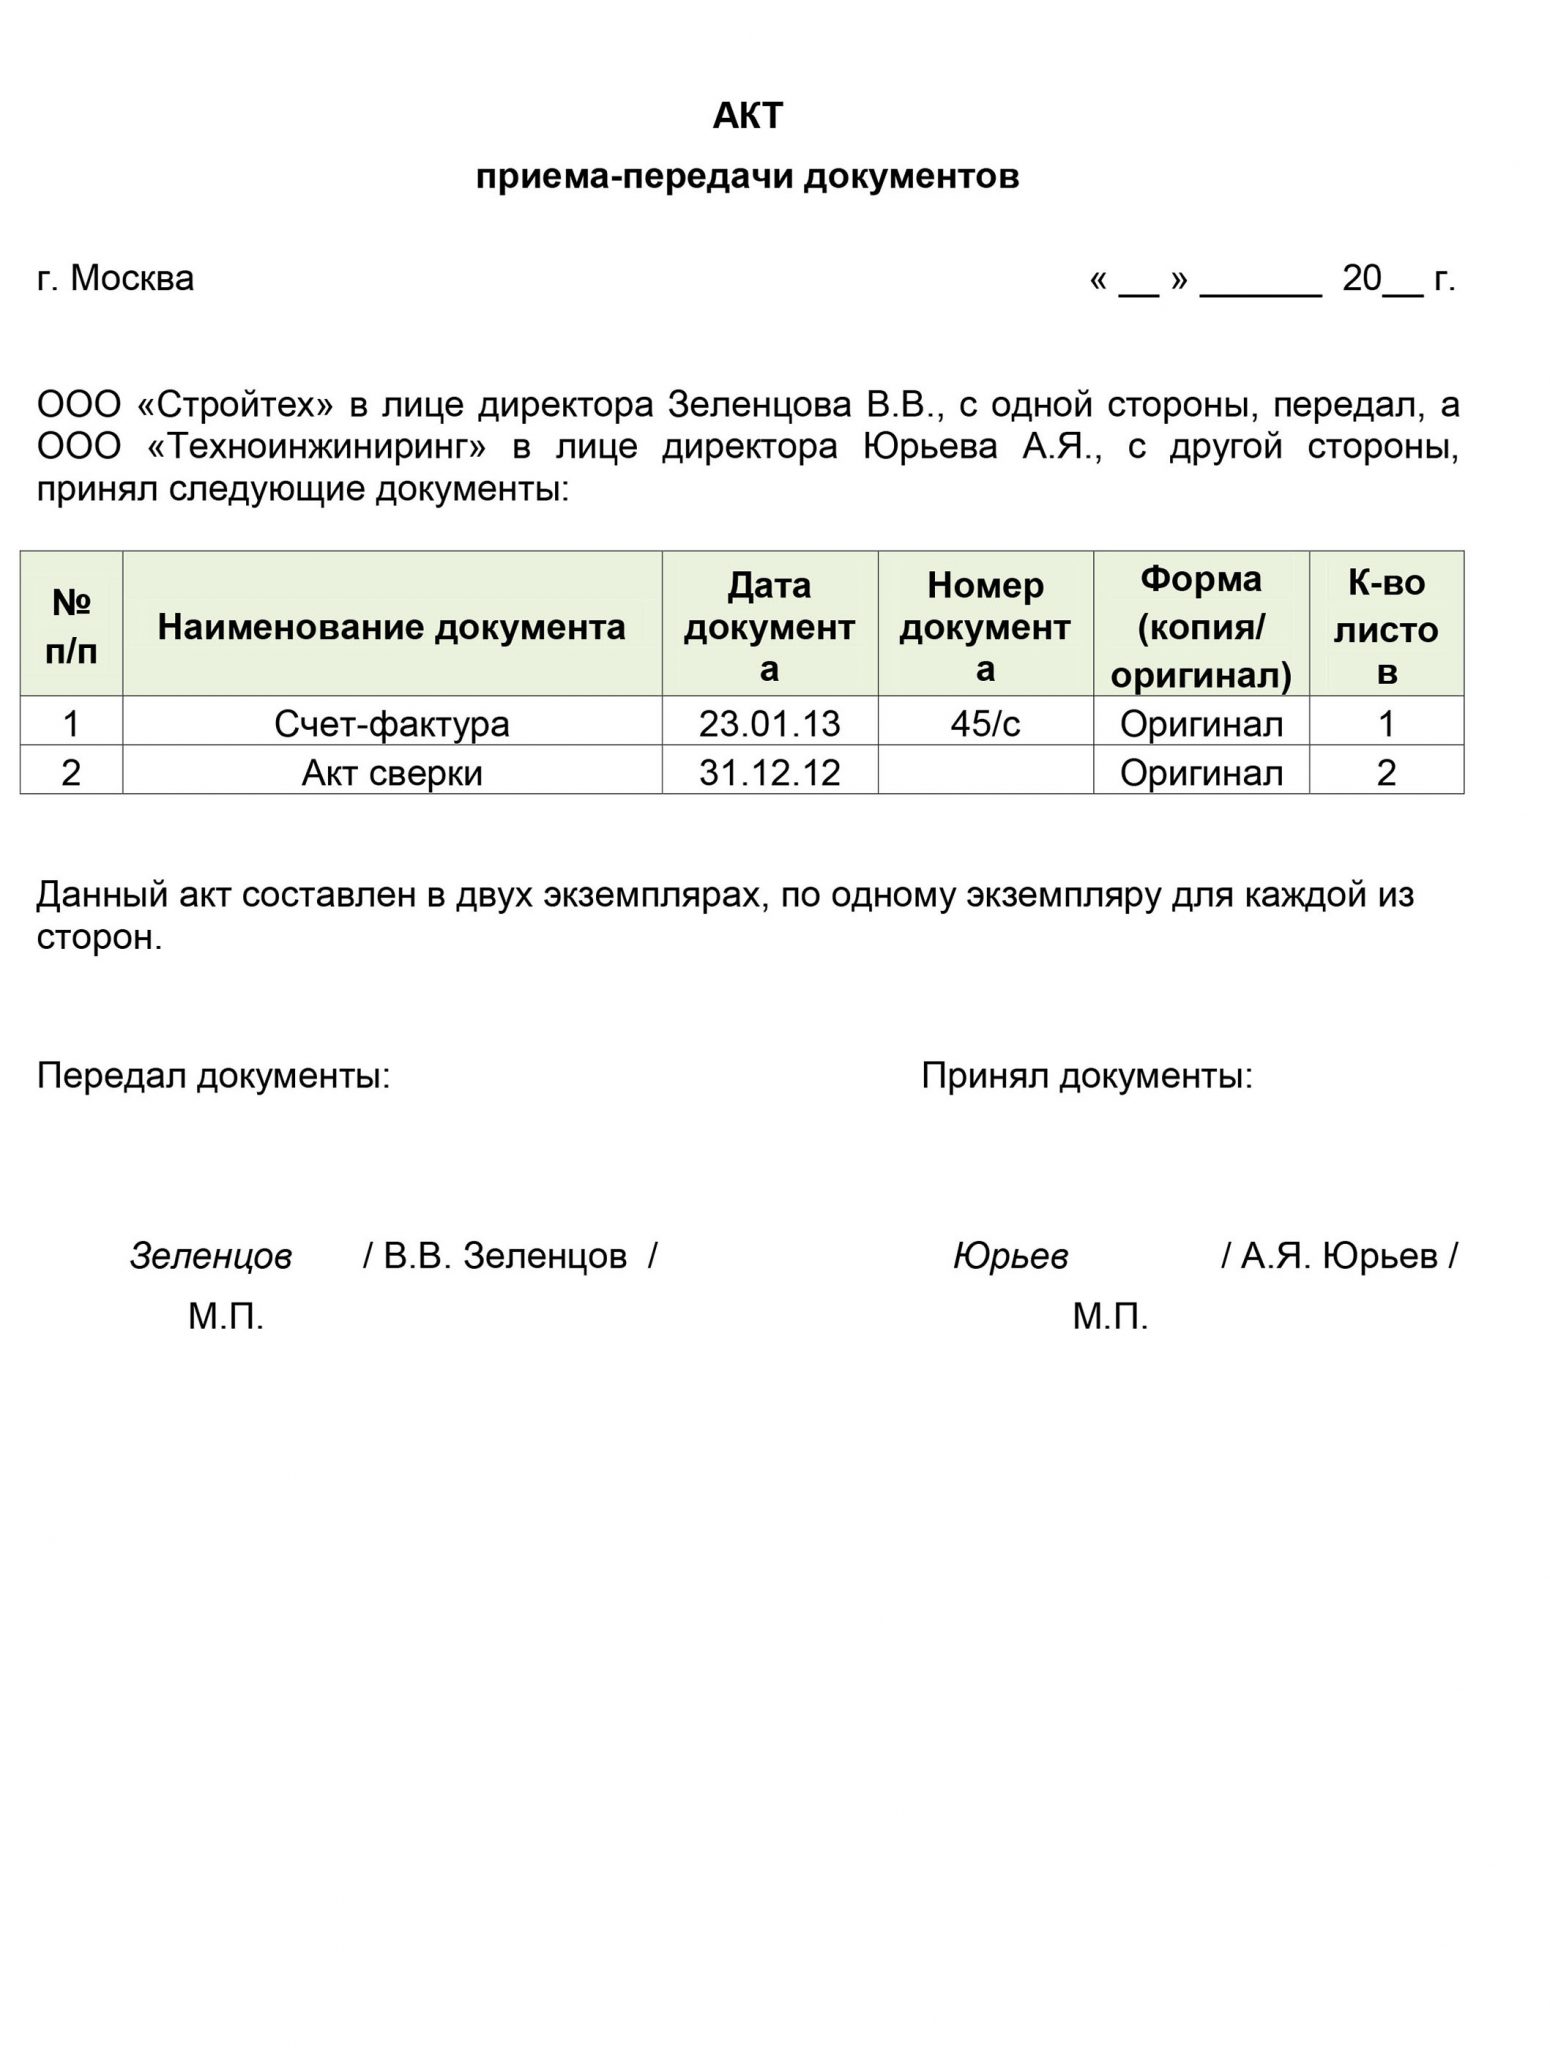 АКТ
приема-передачи документов
г. Москва « __ » ______ 20__ г.
ООО «Стройтех» в лице директора Зеленцова В.В., с одной стороны, передал, а
ООО «Техноинжиниринг» в лице директора Юрьева А.Я., с другой стороны,
принял следующие документы:
№ п/п Наименование документа Дата документа Номер документа Форма (копия/ оригинал) К-во листов
1 Счет-фактура 23.01.13 45/с Оригинал 1
2 Акт сверки 31.12.12 Оригинал 2
Данный акт составлен в двух экземплярах, по одному экземпляру для каждой из
сторон.
Передал документы: Принял документы:
Зеленцов / В.В. Зеленцов / Юрьев / А.Я. Юрьев /
М.П. М.П.